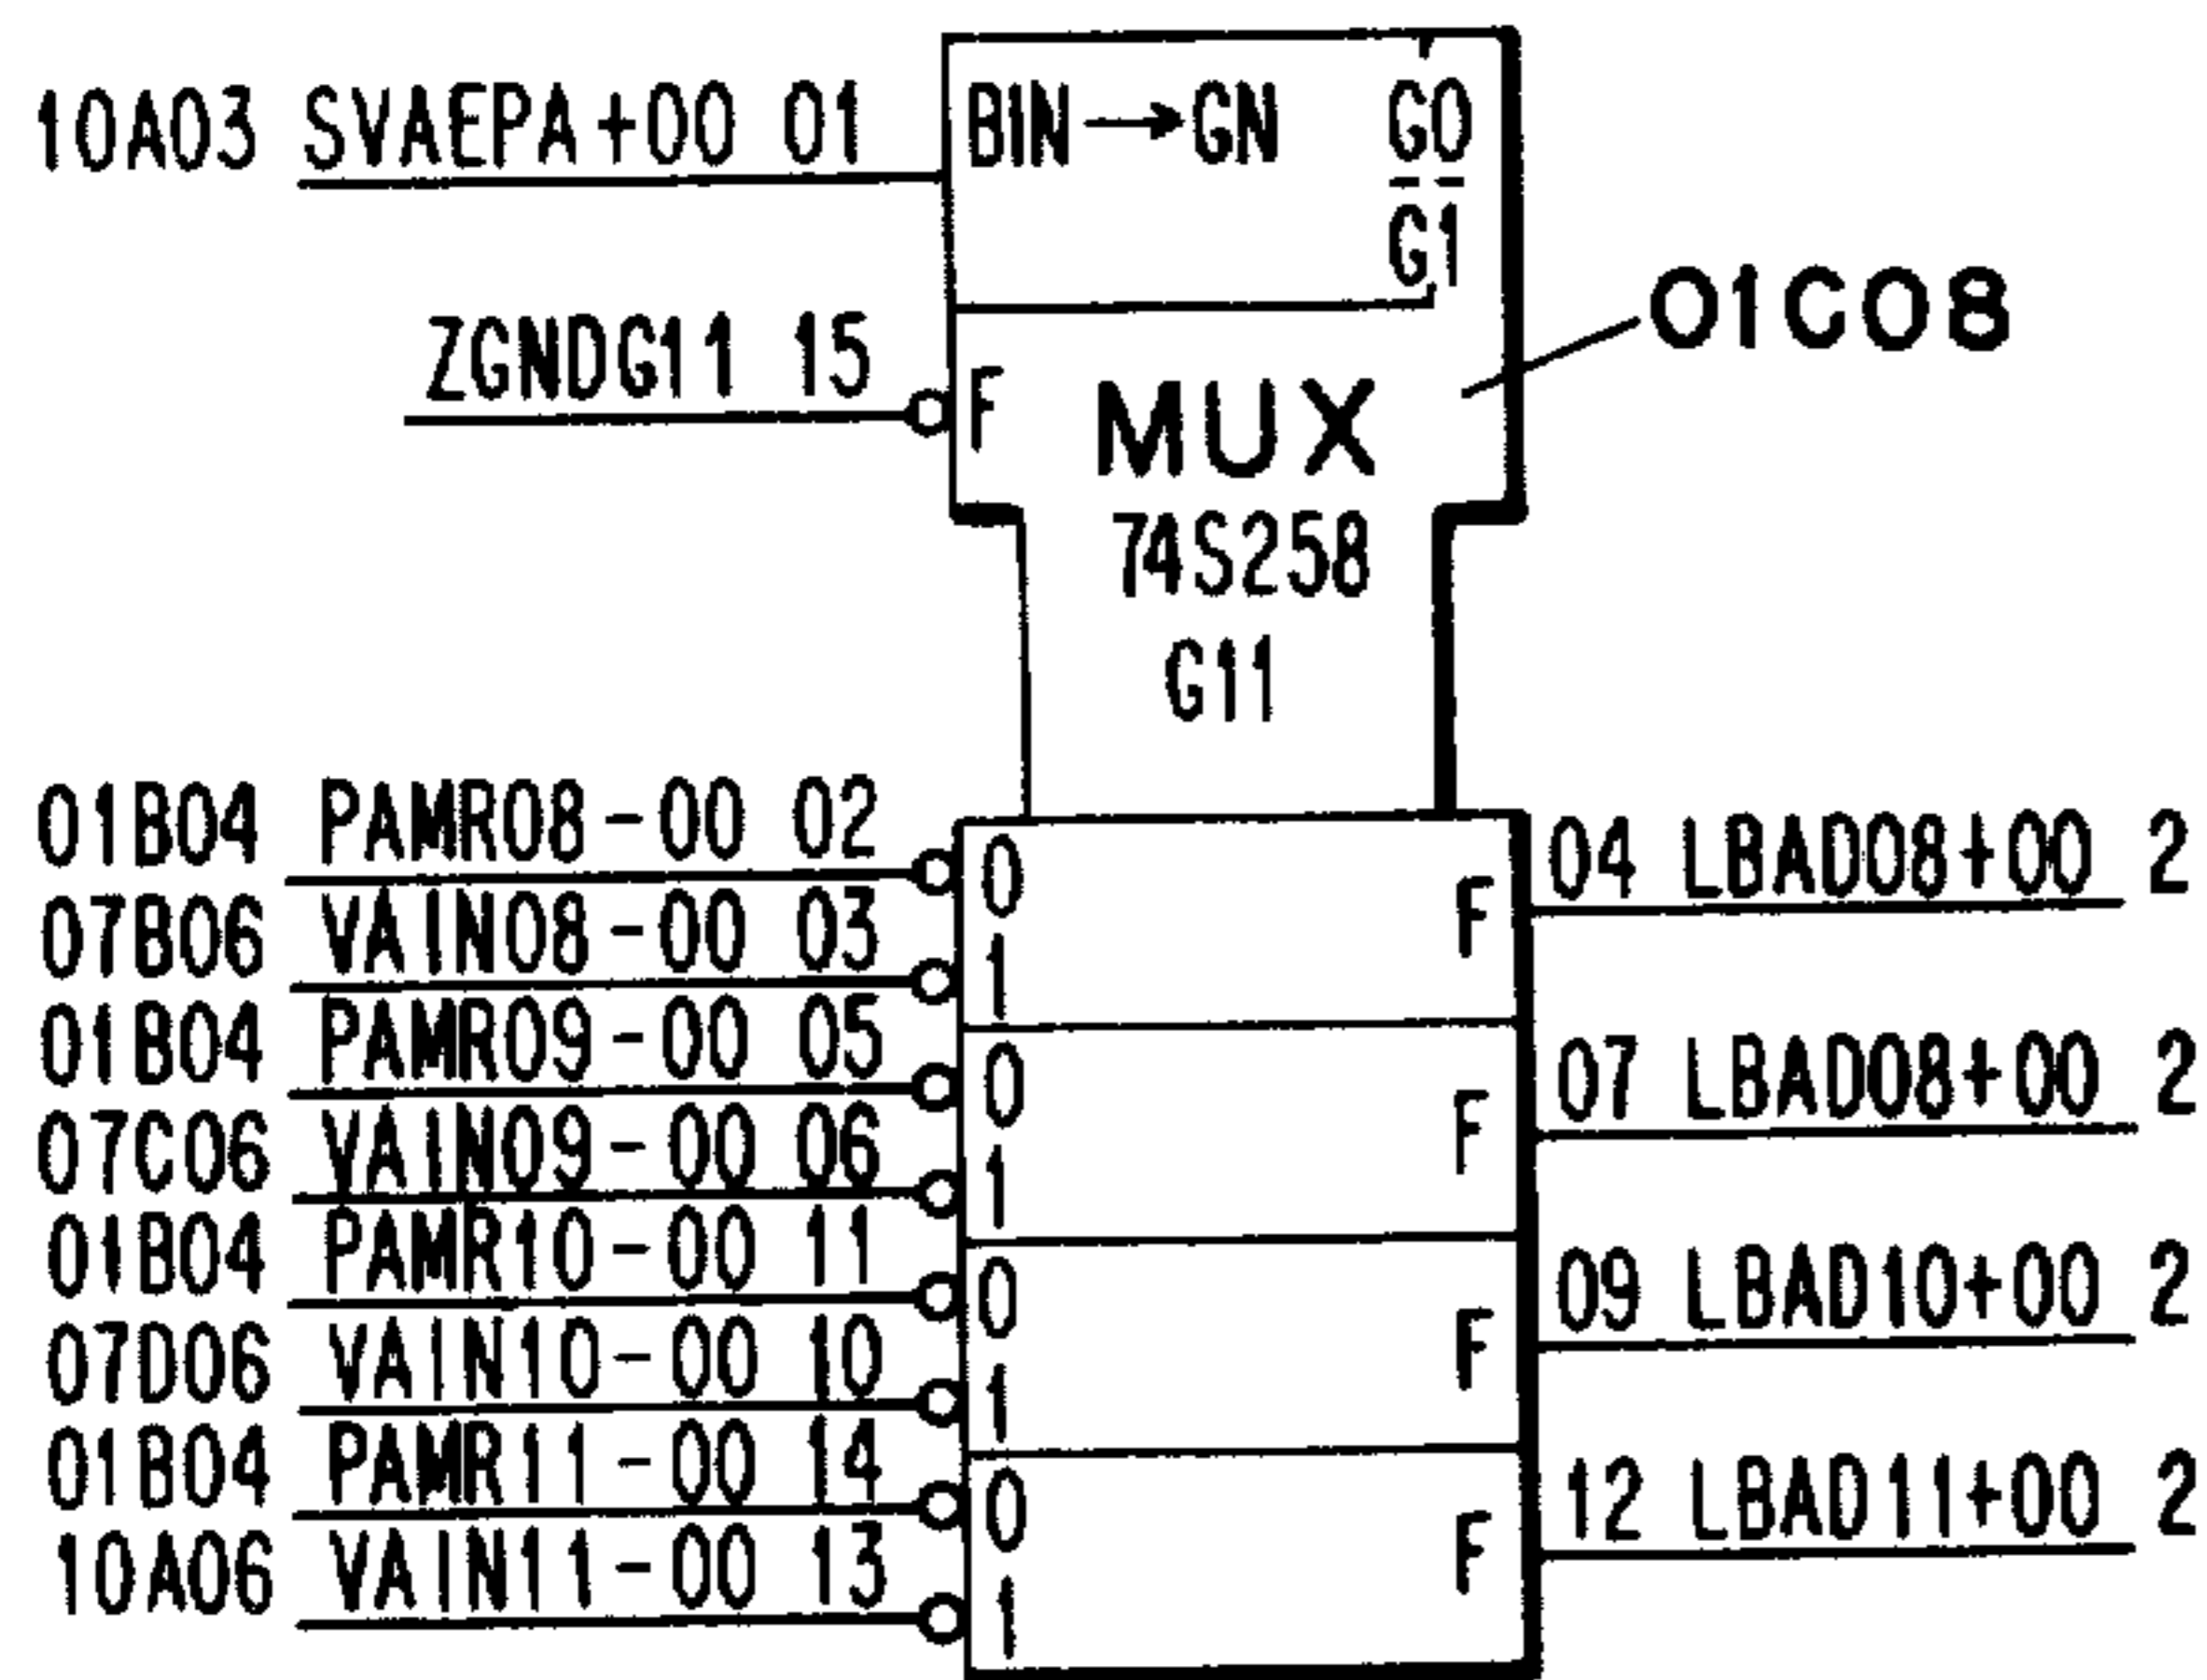 10A03 SVAEPA+00 01 BIN→GN G0
G1
01C08
ZGNDG11 15 F
MUX
74S258
G11
01B04 PAMR08-00 02 0
04 LBAD08+00 2
07B06 VAIN08-00 03 1 F
01B04 PAMR09-00 05 0
07 LBAD08+00 2
07C06 VAIN09-00 06 1 F
01B04 PAMR10-00 11 0
09 LBAD10+00 2
07D06 VAIN10-00 10 1 F
01B04 PAMR11-00 14 0
12 LBAD11+00 2
10A06 VAIN11-00 13 1 F